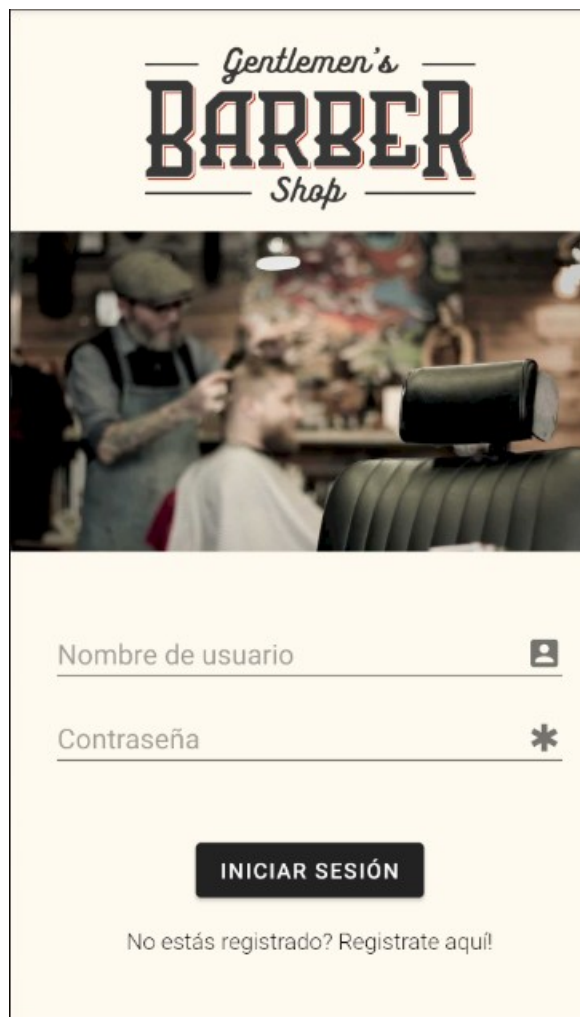 Gentlemen's
BARBER
Shop
Nombre de usuario
Contraseña
INICIAR SESIÓN
No estás registrado? Registrate aquí!